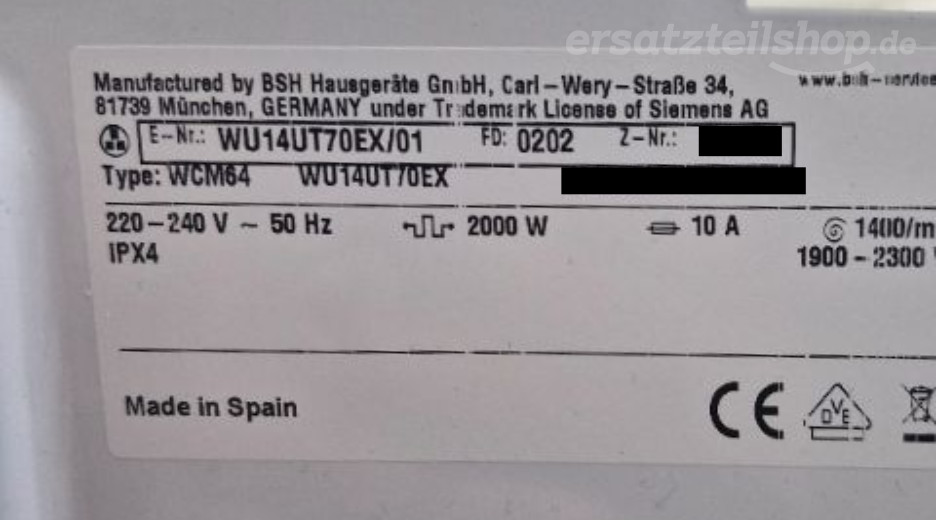 ersatzteilshop.de
Manufactured by BSH Hausgeräte GmbH, Carl-Wery-Straße 34,
81739 München, GERMANY under Trademark License of Siemens AG
E-Nr.: WU14UT70EX/01 FD: 0202 Z-Nr.:
Type: WCM64 WU14UT70EX
220-240 V ~ 50 Hz 2000 W 10 A 1400/m
IPX4 1900 - 2300
Made in Spain CE DVE